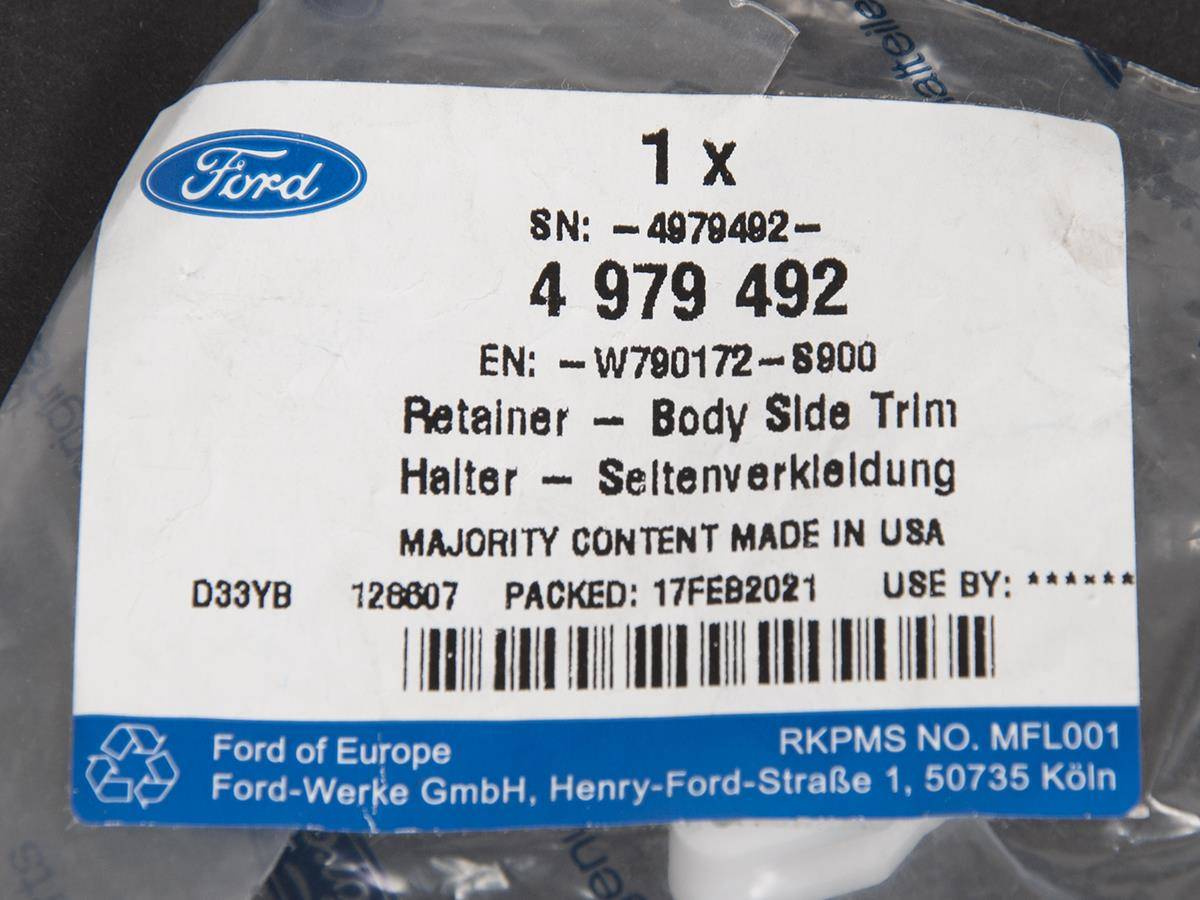 Ford
1 x
SN: -4979492-
4 979 492
EN: -W790172-S900
Retainer - Body Side Trim
Halter - Seitenverkleidung
MAJORITY CONTENT MADE IN USA
D33YB 128607 PACKED: 17FEB2021 USE BY: ******
Ford of Europe
RKPMS NO. MFL001
Ford-Werke GmbH, Henry-Ford-Straße 1, 50735 Köln